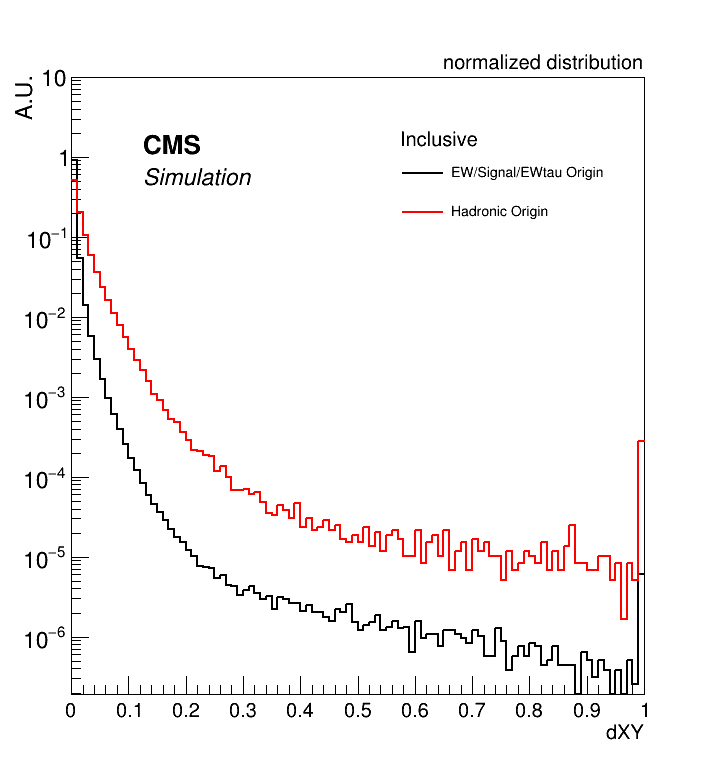 normalized distribution
A.U.
10
1
10⁻¹
10⁻²
10⁻³
10⁻⁴
10⁻⁵
10⁻⁶
CMS
Simulation
Inclusive
EW/Signal/EWtau Origin
Hadronic Origin
0 0.1 0.2 0.3 0.4 0.5 0.6 0.7 0.8 0.9 1
dXY